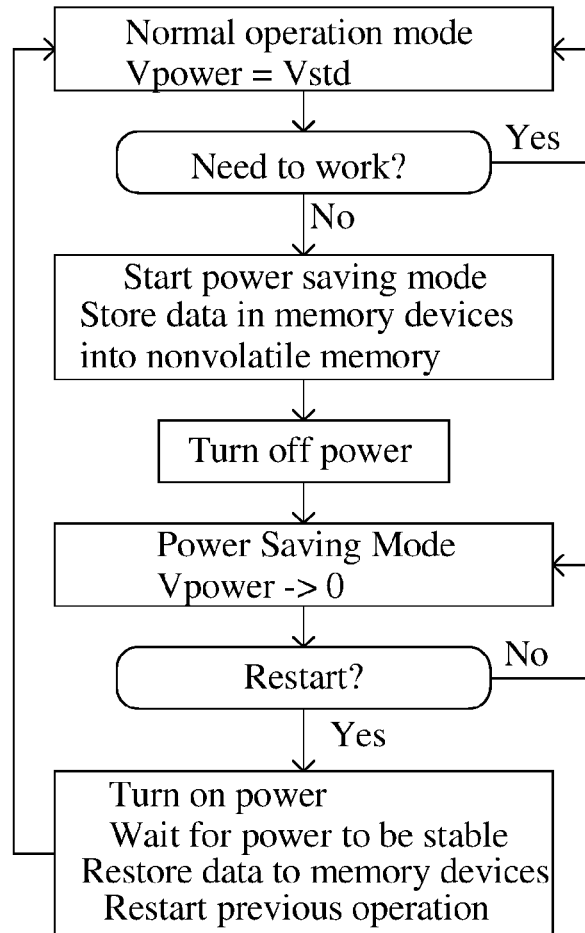 Normal operation mode
Vpower = Vstd
Need to work?
Yes
No
Start power saving mode
Store data in memory devices
into nonvolatile memory
Turn off power
Power Saving Mode
Vpower -> 0
Restart?
No
Yes
Turn on power
Wait for power to be stable
Restore data to memory devices
Restart previous operation